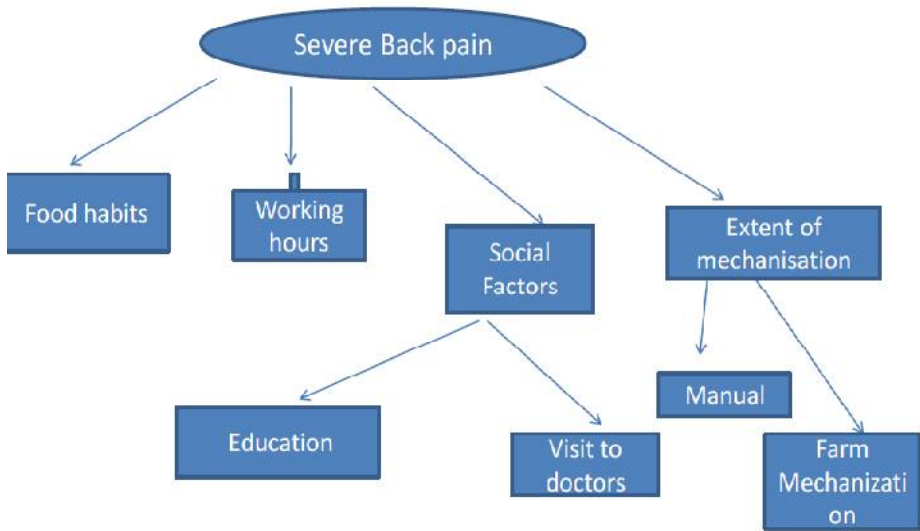 Severe Back pain
Food habits
Working
hours
Social
Factors
Extent of
mechanisation
Education
Visit to
doctors
Manual
Farm
Mechanizati
on